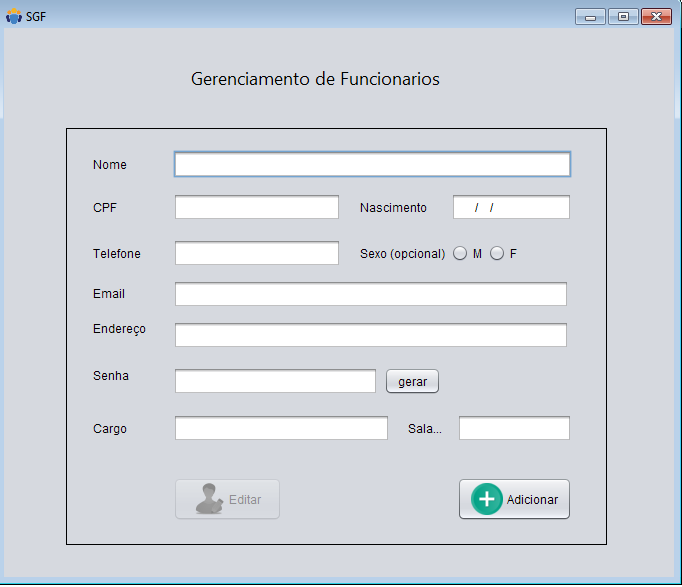 SGF
Gerenciamento de Funcionarios
Nome
CPF Nascimento / /
Telefone Sexo (opcional) M F
Email
Endereço
Senha gerar
Cargo Sala...
Editar Adicionar